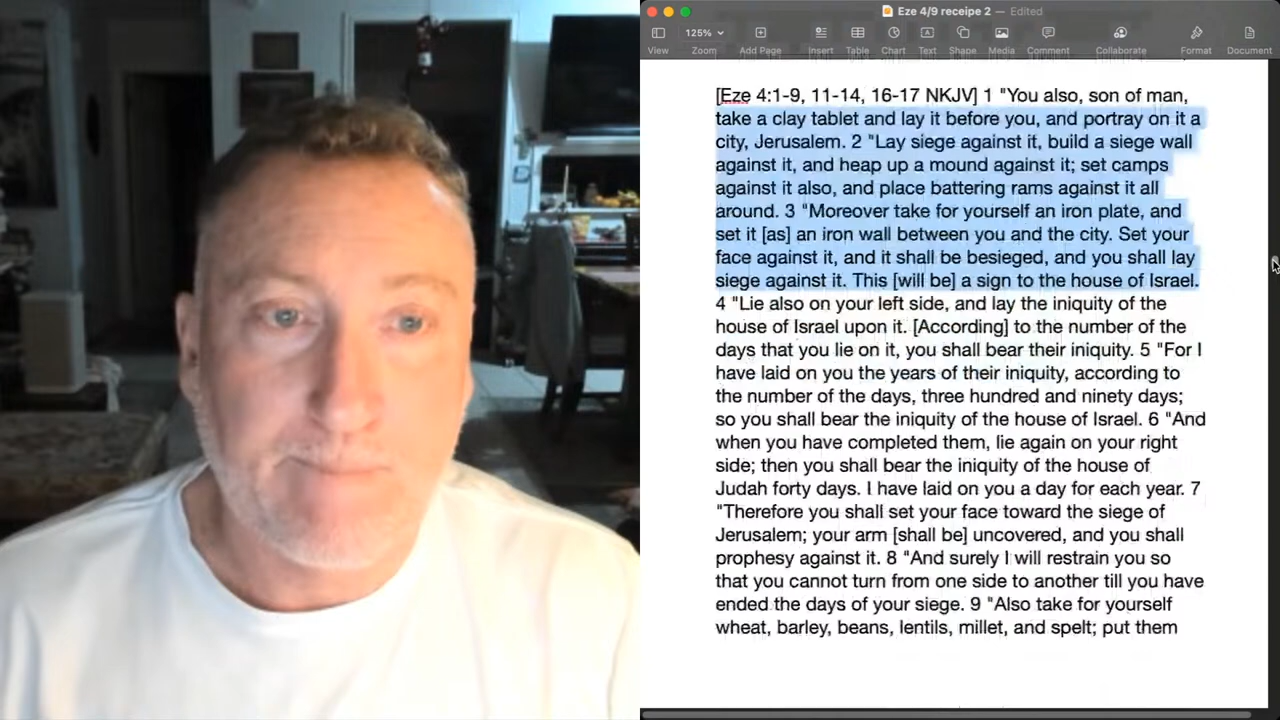 Eze 4/9 receipe 2 — Edited
125%
View Zoom Add Page Insert Table Chart Text Shape Media Comment Collaborate Format Document
[Eze 4:1-9, 11-14, 16-17 NKJV] 1 "You also, son of man,
take a clay tablet and lay it before you, and portray on it a
city, Jerusalem. 2 "Lay siege against it, build a siege wall
against it, and heap up a mound against it; set camps
against it also, and place battering rams against it all
around. 3 "Moreover take for yourself an iron plate, and
set it [as] an iron wall between you and the city. Set your
face against it, and it shall be besieged, and you shall lay
siege against it. This [will be] a sign to the house of Israel.
4 "Lie also on your left side, and lay the iniquity of the
house of Israel upon it. [According] to the number of the
days that you lie on it, you shall bear their iniquity. 5 "For I
have laid on you the years of their iniquity, according to
the number of the days, three hundred and ninety days;
so you shall bear the iniquity of the house of Israel. 6 "And
when you have completed them, lie again on your right
side; then you shall bear the iniquity of the house of
Judah forty days. I have laid on you a day for each year. 7
"Therefore you shall set your face toward the siege of
Jerusalem; your arm [shall be] uncovered, and you shall
prophesy against it. 8 "And surely I will restrain you so
that you cannot turn from one side to another till you have
ended the days of your siege. 9 "Also take for yourself
wheat, barley, beans, lentils, millet, and spelt; put them